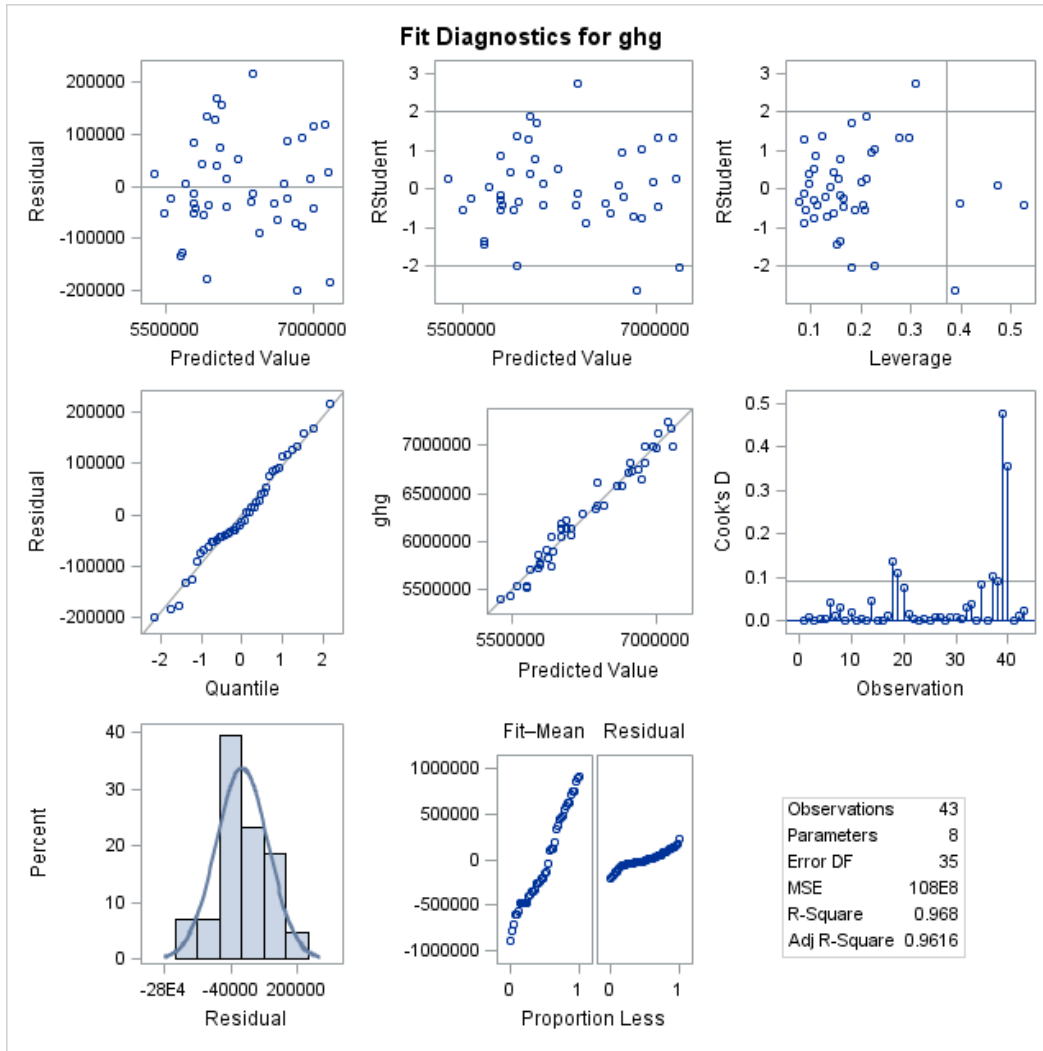 Fit Diagnostics for ghg
Residual
200000
100000
0
-100000
-200000
5500000 7000000
Predicted Value
RStudent
3
2
1
0
-1
-2
5500000 7000000
Predicted Value
RStudent
3
2
1
0
-1
-2
0.1 0.2 0.3 0.4 0.5
Leverage
Residual
200000
100000
0
-100000
-200000
-2 -1 0 1 2
Quantile
ghg
7000000
6500000
6000000
5500000
5500000 7000000
Predicted Value
Cook's D
0.5
0.4
0.3
0.2
0.1
0.0
0 10 20 30 40
Observation
Percent
40
30
20
10
0
-28E4 -40000 200000
Residual
Fit–Mean Residual
1000000
500000
0
-500000
-1000000
0 1 0 1
Proportion Less
Observations 43
Parameters 8
Error DF 35
MSE 108E8
R-Square 0.968
Adj R-Square 0.9616